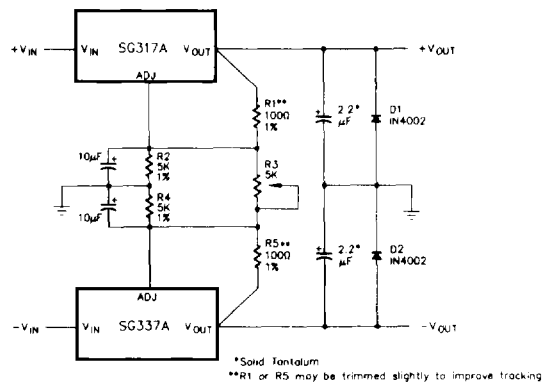 +VIN
VIN
SG317A
VOUT
+VOUT
ADJ
R1**
100Ω
1%
2.2*
µF
D1
IN4002
10µF
R2
5K
1%
R3
5K
10µF
R4
5K
1%
R5**
100Ω
1%
2.2*
µF
D2
IN4002
ADJ
-VIN
VIN
SG337A
VOUT
-VOUT
*Solid Tantalum
**R1 or R5 may be trimmed slightly to improve tracking